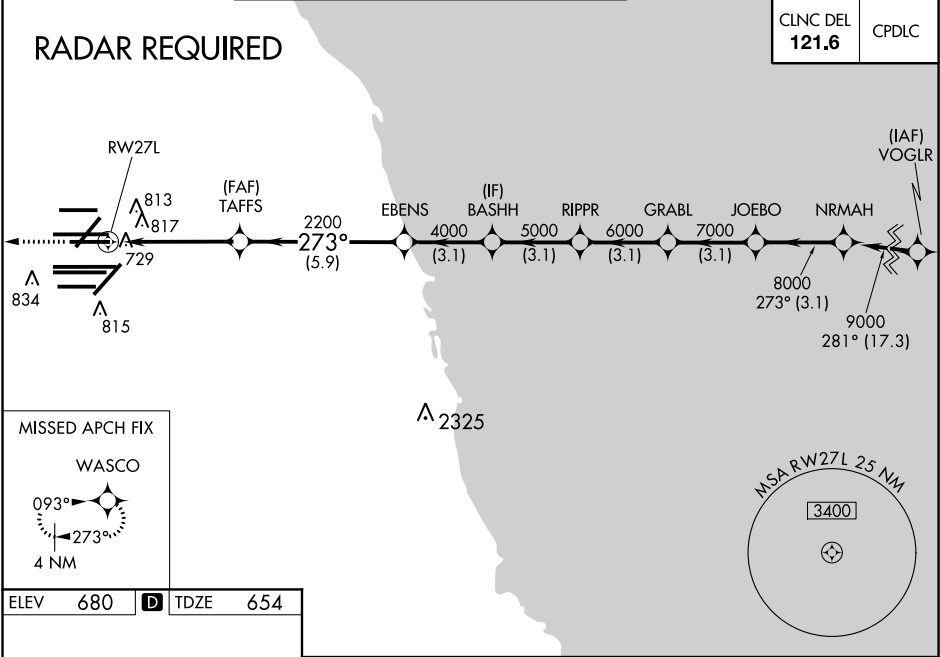 RADAR REQUIRED
CLNC DEL
121.6
CPDLC
RW27L
813
817
729
834
815
(FAF)
TAFFS
2200
273°
(5.9)
EBENS
4000
(3.1)
(IF)
BASHH
5000
(3.1)
RIPPR
6000
(3.1)
GRABL
7000
(3.1)
JOEBO
8000
273° (3.1)
NRMAH
9000
281° (17.3)
(IAF)
VOGLR
2325
MISSED APCH FIX
WASCO
093°
273°
4 NM
MSA RW27L 25 NM
3400
ELEV 680 D TDZE 654